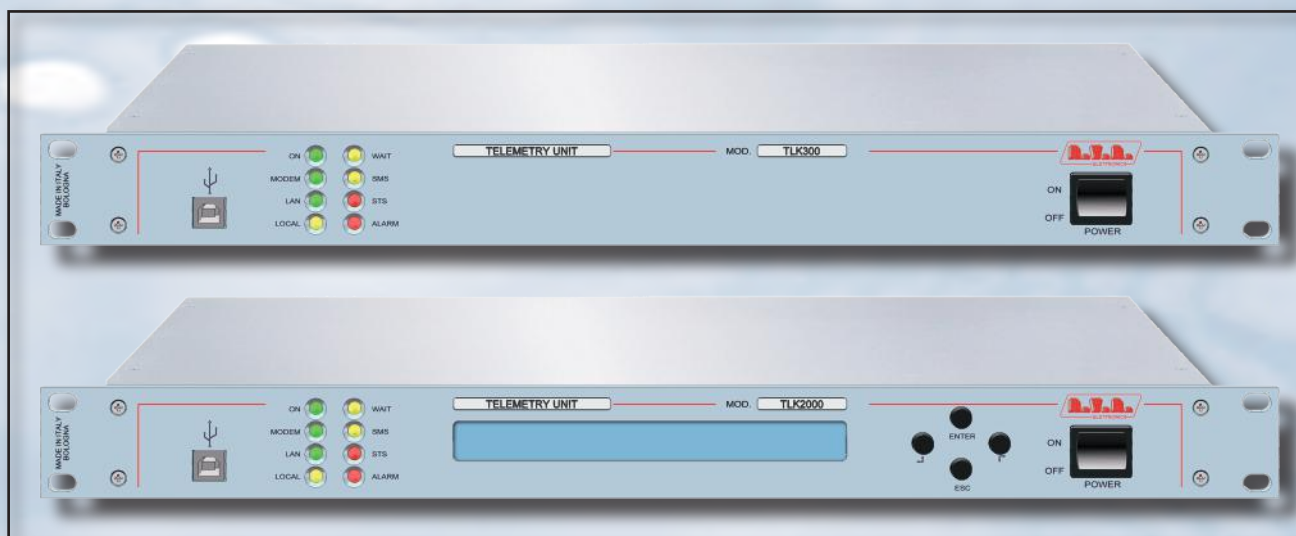 TELEMETRY UNIT MOD. TLK300
MADE IN ITALY
BOLOGNA
ON WAIT
MODEM SMS
LAN STS
LOCAL ALARM
ON
OFF
POWER
TELEMETRY UNIT MOD. TLK2000
MADE IN ITALY
BOLOGNA
ON WAIT
MODEM SMS
LAN STS
LOCAL ALARM
ENTER
ESC
ON
OFF
POWER